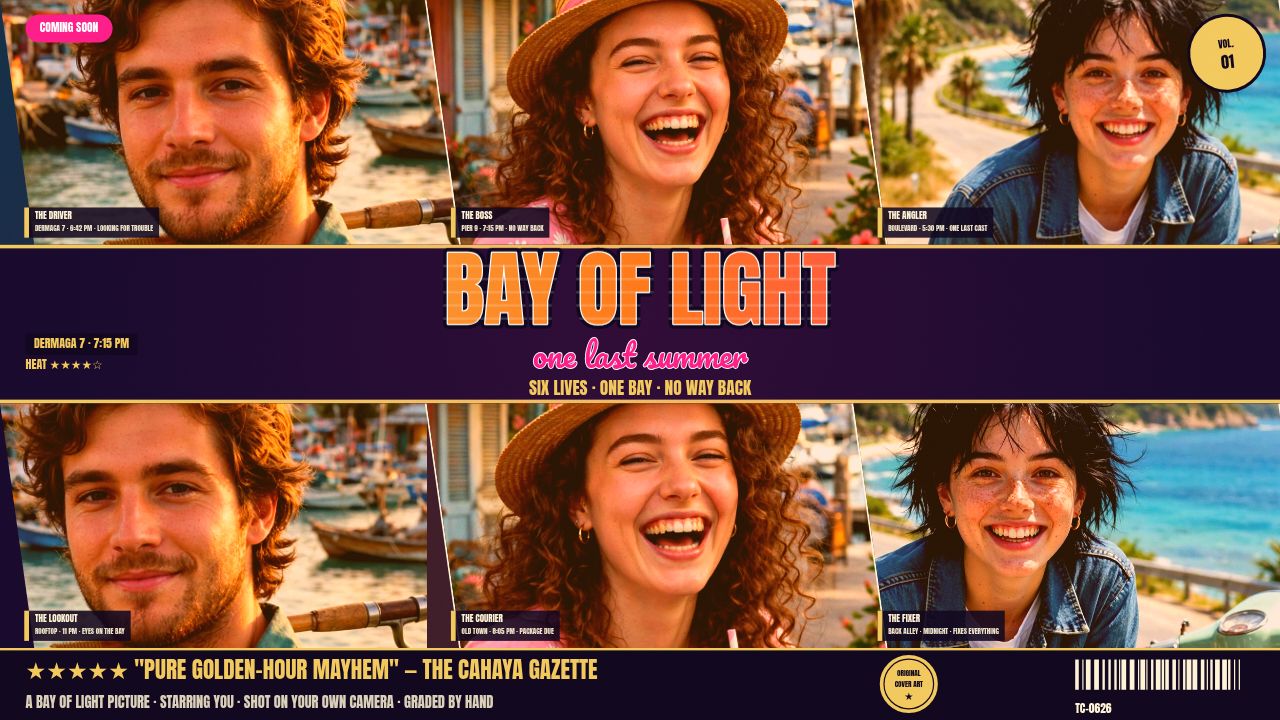 COMING SOON
VOL.
01
THE DRIVER
DERMAGA 7 · 6:42 PM · LOOKING FOR TROUBLE
THE BOSS
PIER 9 · 7:15 PM · NO WAY BACK
THE ANGLER
BOULEVARD · 5:30 PM · ONE LAST CAST
BAY OF LIGHT
one last summer
SIX LIVES · ONE BAY · NO WAY BACK
DERMAGA 7 · 7:15 PM
HEAT ★★★★☆
THE LOOKOUT
ROOFTOP · 11 PM · EYES ON THE BAY
THE COURIER
OLD TOWN · 8:05 PM · PACKAGE DUE
THE FIXER
BACK ALLEY · MIDNIGHT · FIXES EVERYTHING
★★★★★ "PURE GOLDEN-HOUR MAYHEM" — THE CAHAYA GAZETTE
A BAY OF LIGHT PICTURE · STARRING YOU · SHOT ON YOUR OWN CAMERA · GRADED BY HAND
ORIGINAL
COVER ART
★
TC-0626